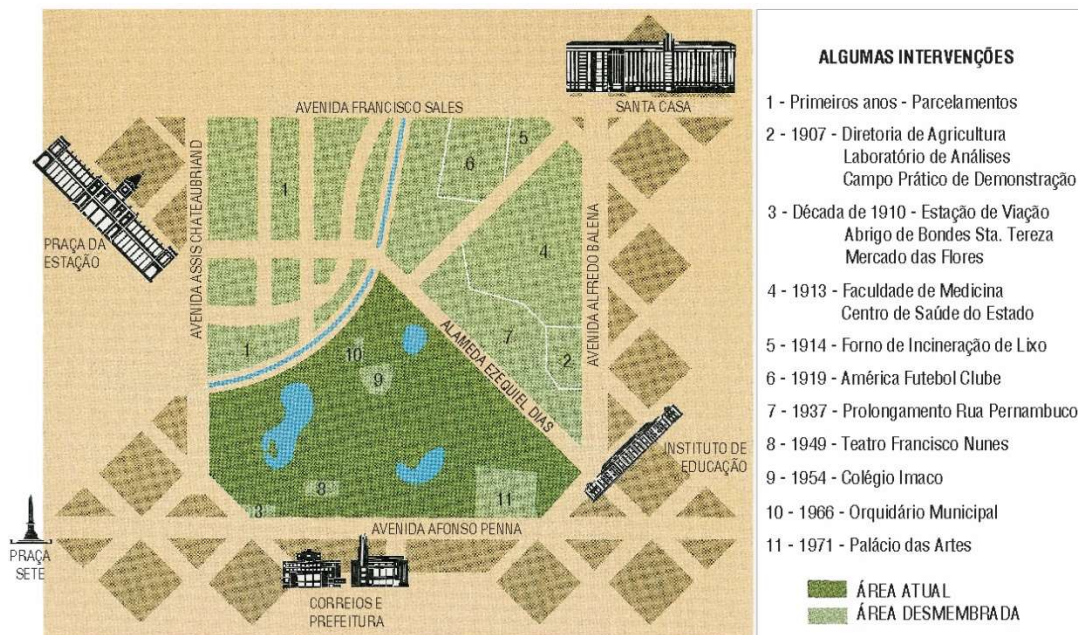 AVENIDA FRANCISCO SALES
SANTA CASA
5
6
1
PRAÇA DA
ESTAÇÃO
AVENIDA ASSIS CHATEAUBRIAND
4
AVENIDA ALFREDO BALENA
ALAMEDA EZEQUIEL DIAS
7
2
1
10
9
INSTITUTO DE
EDUCAÇÃO
8
11
3
AVENIDA AFONSO PENNA
PRAÇA
SETE
CORREIOS E
PREFEITURA
ALGUMAS INTERVENÇÕES
1 - Primeiros anos - Parcelamentos
2 - 1907 - Diretoria de Agricultura
Laboratório de Análises
Campo Prático de Demonstração
3 - Década de 1910 - Estação de Viação
Abrigo de Bondes Sta. Tereza
Mercado das Flores
4 - 1913 - Faculdade de Medicina
Centro de Saúde do Estado
5 - 1914 - Forno de Incineração de Lixo
6 - 1919 - América Futebol Clube
7 - 1937 - Prolongamento Rua Pernambuco
8 - 1949 - Teatro Francisco Nunes
9 - 1954 - Colégio Imaco
10 - 1966 - Orquidário Municipal
11 - 1971 - Palácio das Artes
ÁREA ATUAL
ÁREA DESMEMBRADA